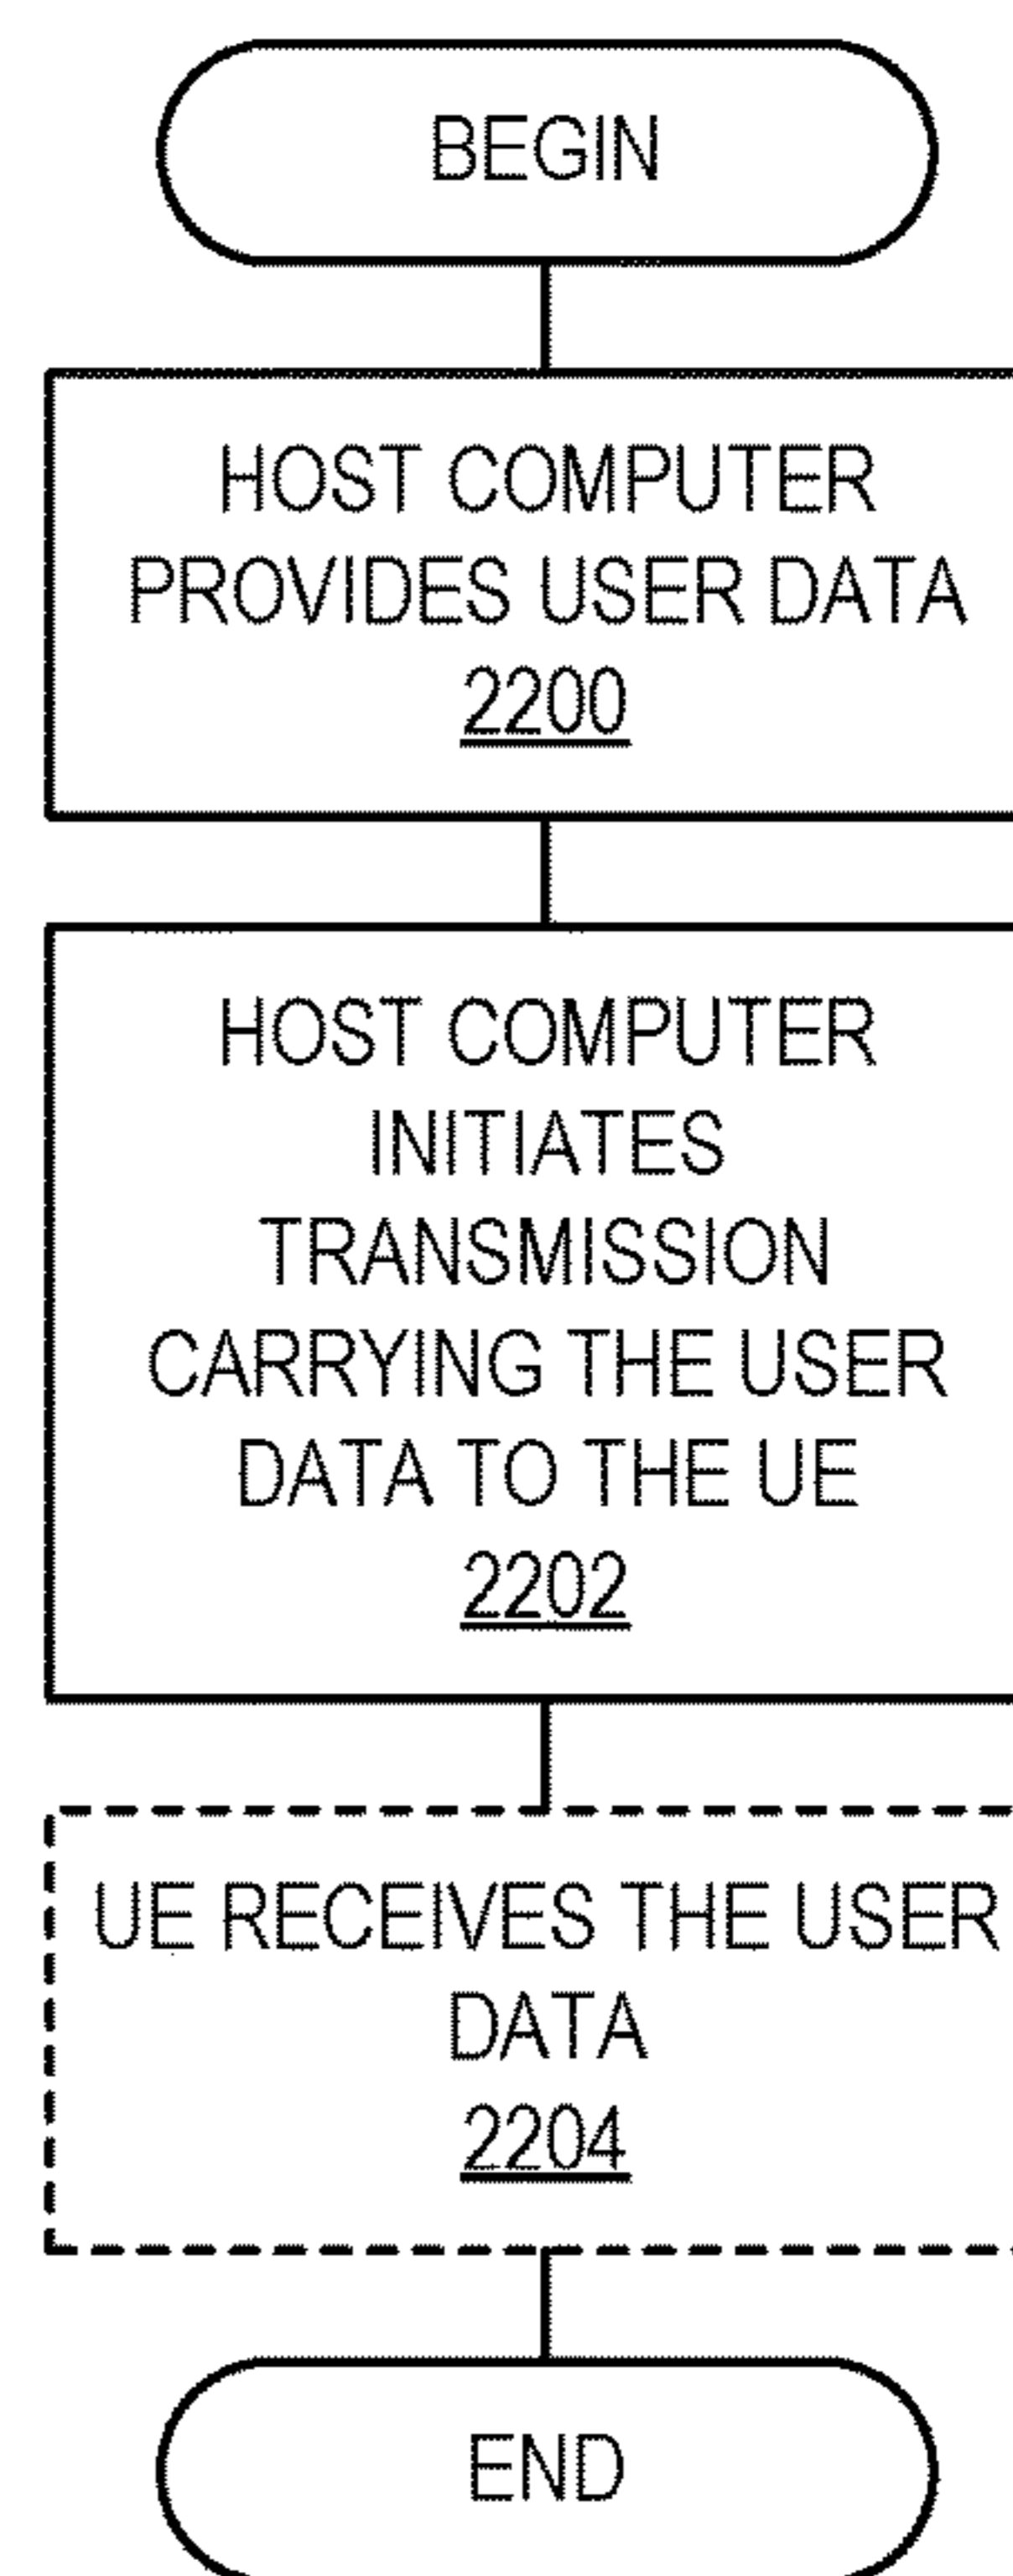 BEGIN
HOST COMPUTER
PROVIDES USER DATA
2200
HOST COMPUTER
INITIATES
TRANSMISSION
CARRYING THE USER
DATA TO THE UE
2202
UE RECEIVES THE USER
DATA
2204
END